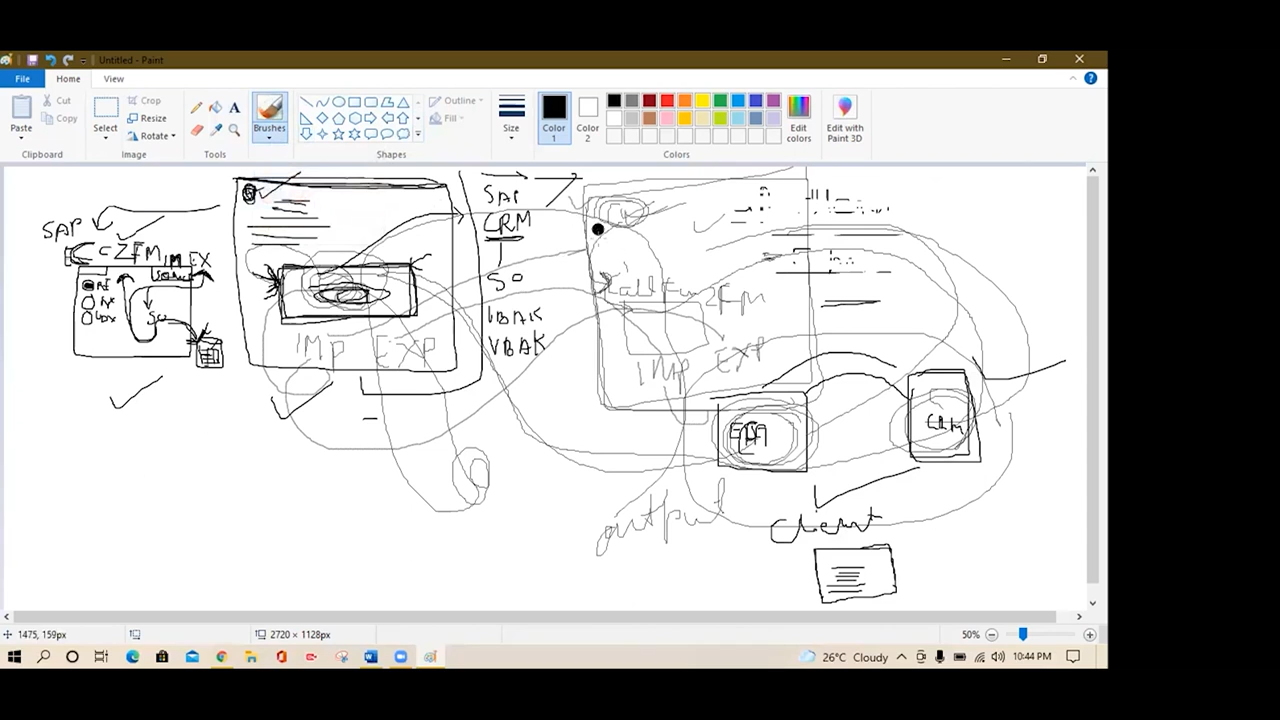 Untitled - Paint
File Home View
Paste
Cut
Copy
Clipboard
Select
Crop
Resize
Rotate
Image
Tools
Brushes
Shapes
Outline
Fill
Size
Color 1
Color 2
Colors
Edit colors
Edit with Paint 3D
SAP
ZFM IM EX
SAP
CRM
SO
VBAK
VBAK
IMP EXP
Call Fun ZFM
IMP EXP
CRM
output
Client
1475, 159px
2720 × 1128px
50%
26°C Cloudy
10:44 PM